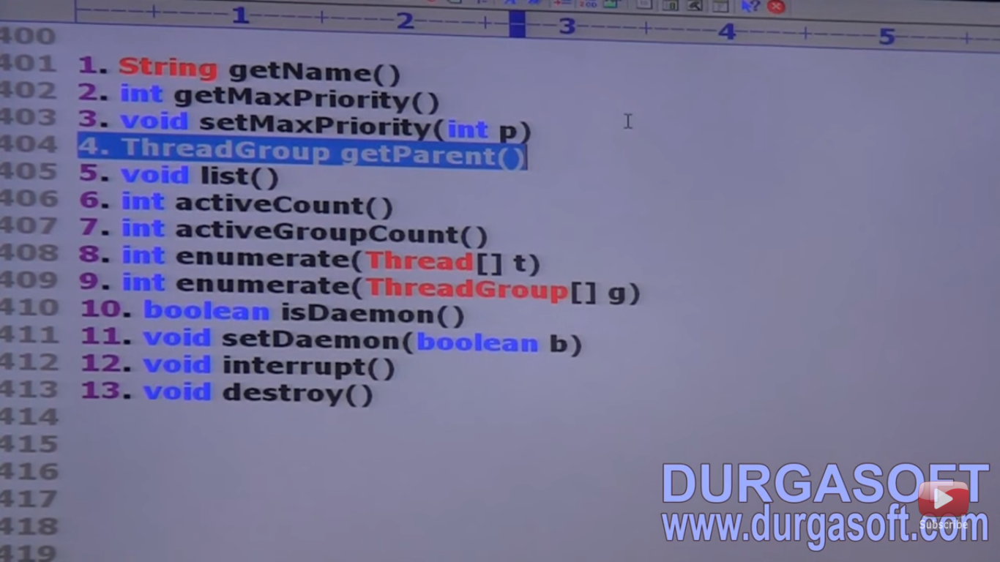 1 2 3 4 5
400
401 1. String getName()
402 2. int getMaxPriority()
403 3. void setMaxPriority(int p)
404 4. ThreadGroup getParent()
405 5. void list()
406 6. int activeCount()
407 7. int activeGroupCount()
408 8. int enumerate(Thread[] t)
409 9. int enumerate(ThreadGroup[] g)
410 10. boolean isDaemon()
411 11. void setDaemon(boolean b)
412 12. void interrupt()
413 13. void destroy()
414
415
416
417
418
419
DURGASOFT
www.durgasoft.com
Subscribe